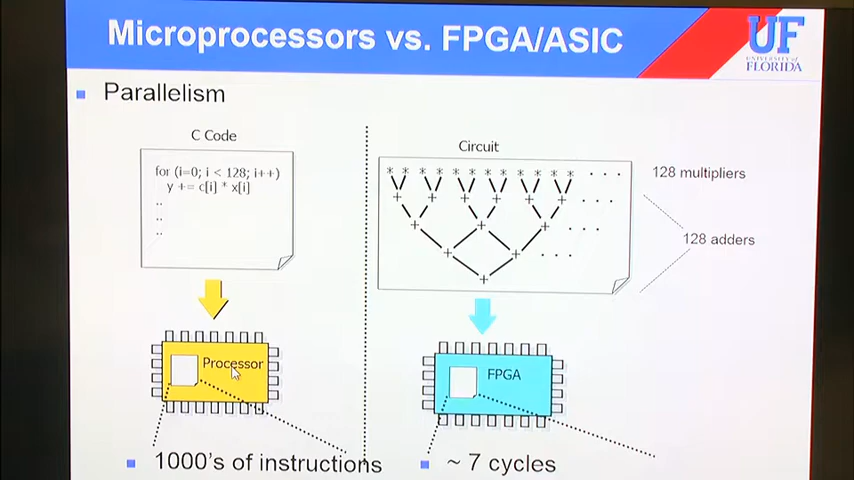 Microprocessors vs. FPGA/ASIC
UF
UNIVERSITY of
FLORIDA
Parallelism
C Code
for (i=0; i < 128; i++)
y += c[i] * x[i]
..
..
..
Circuit
* * * * * * * * * * * * . . .
+ + + + + + . . .
+ + + . . .
+ + . . .
+
128 multipliers
128 adders
Processor
FPGA
1000's of instructions
~ 7 cycles